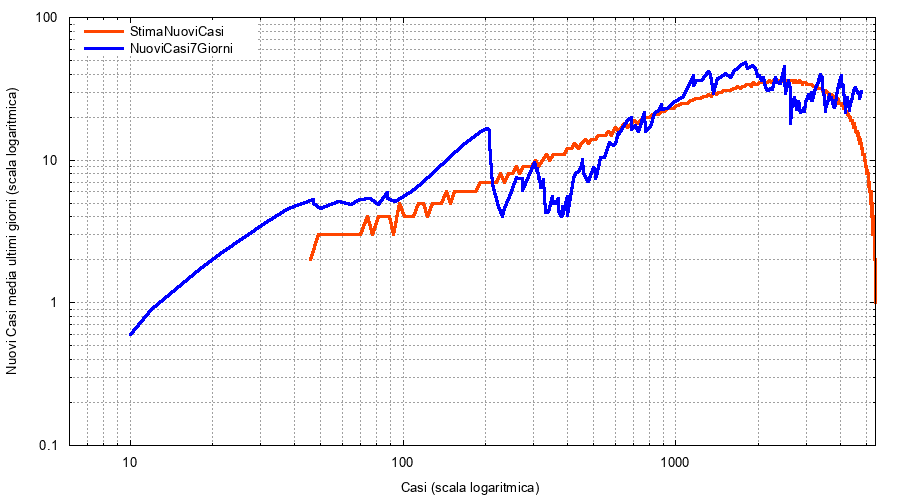 100
StimaNuoviCasi
NuoviCasi7Giorni
10
1
0.1
Nuovi Casi media ultimi giorni (scala logaritmica)
10
100
1000
Casi (scala logaritmica)